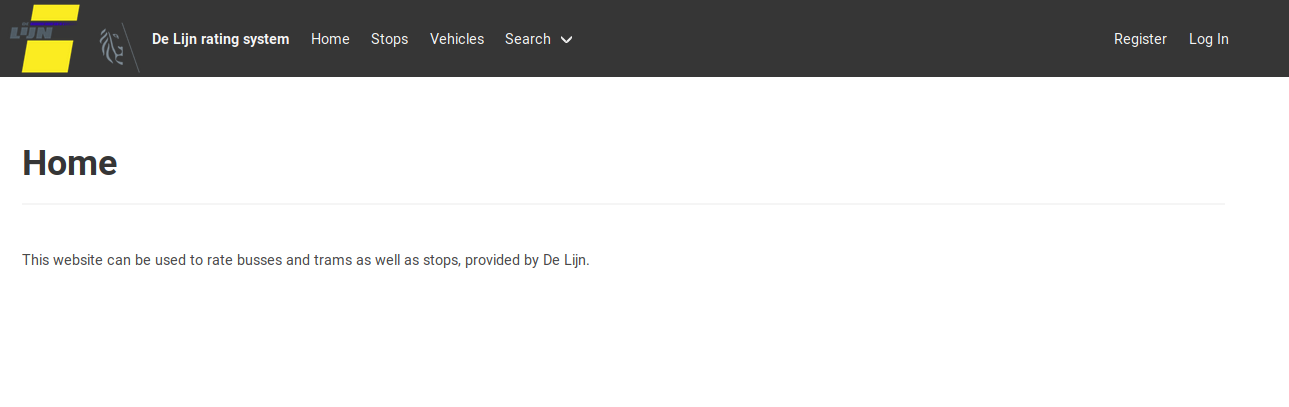 LIJN
De Lijn rating system Home Stops Vehicles Search Register Log In
Home
This website can be used to rate busses and trams as well as stops, provided by De Lijn.